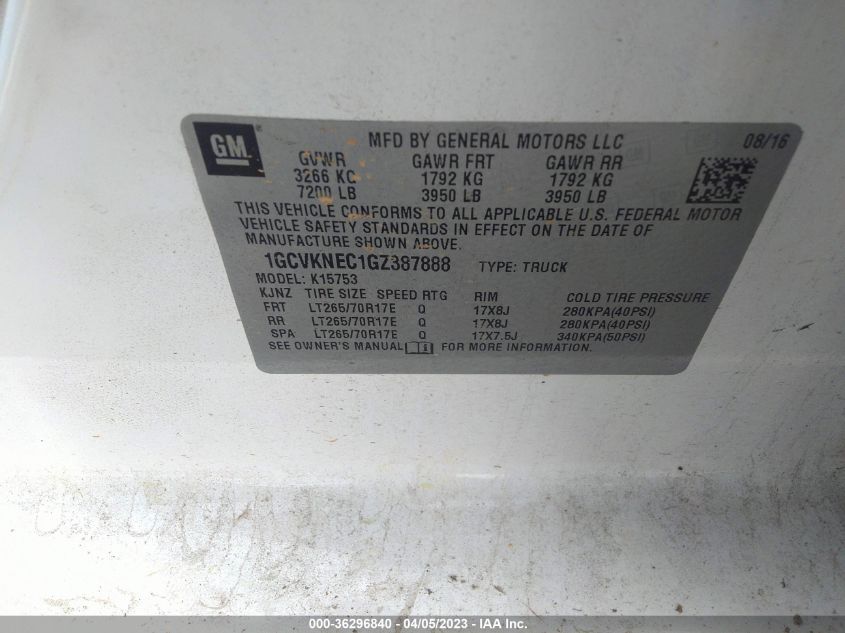 GM
MFD BY GENERAL MOTORS LLC 08/16
GVWR GAWR FRT GAWR RR
3266 KG 1792 KG 1792 KG
7200 LB 3950 LB 3950 LB
THIS VEHICLE CONFORMS TO ALL APPLICABLE U.S. FEDERAL MOTOR
VEHICLE SAFETY STANDARDS IN EFFECT ON THE DATE OF
MANUFACTURE SHOWN ABOVE.
1GCVKNEC1GZ387888 TYPE: TRUCK
MODEL: K15753
KJNZ TIRE SIZE SPEED RTG RIM COLD TIRE PRESSURE
FRT LT265/70R17E Q 17X8J 280KPA(40PSI)
RR LT265/70R17E Q 17X8J 280KPA(40PSI)
SPA LT265/70R17E Q 17X7.5J 340KPA(50PSI)
SEE OWNER'S MANUAL FOR MORE INFORMATION.
000-36296840 - 04/05/2023 - IAA Inc.